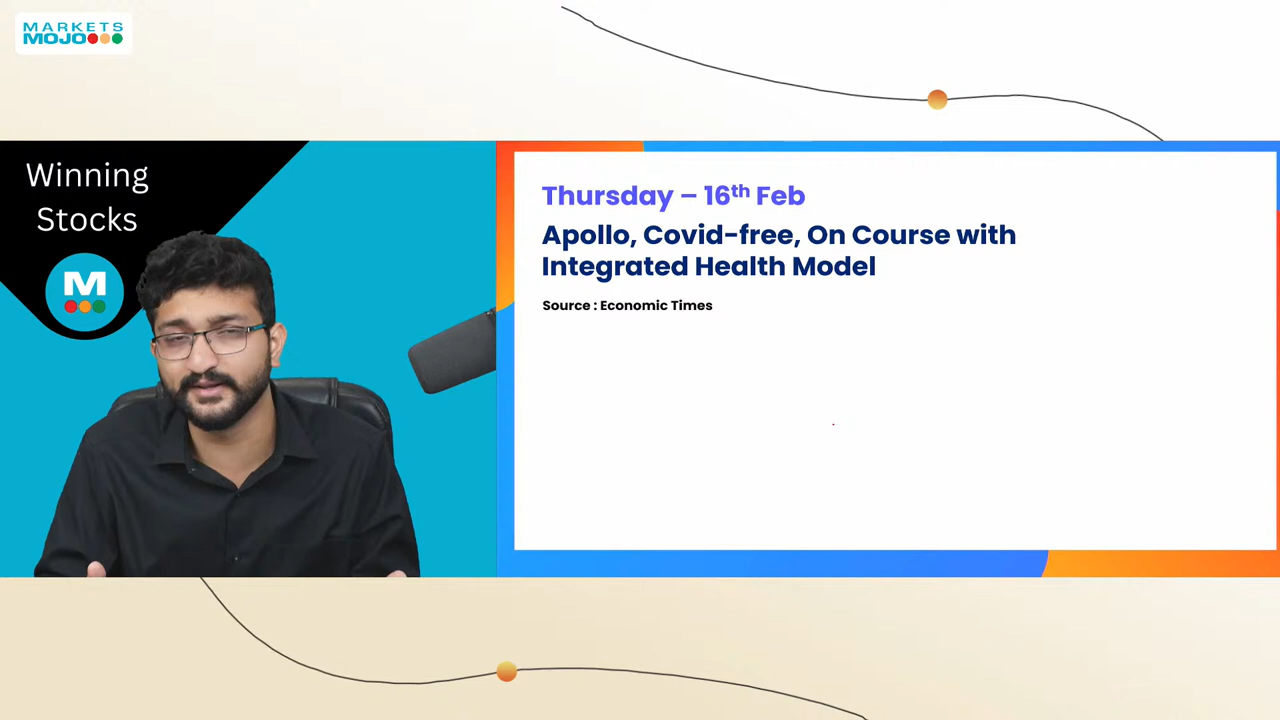 MARKETS
MOJO
Winning
Stocks
M
Thursday – 16th Feb
Apollo, Covid-free, On Course with
Integrated Health Model
Source : Economic Times